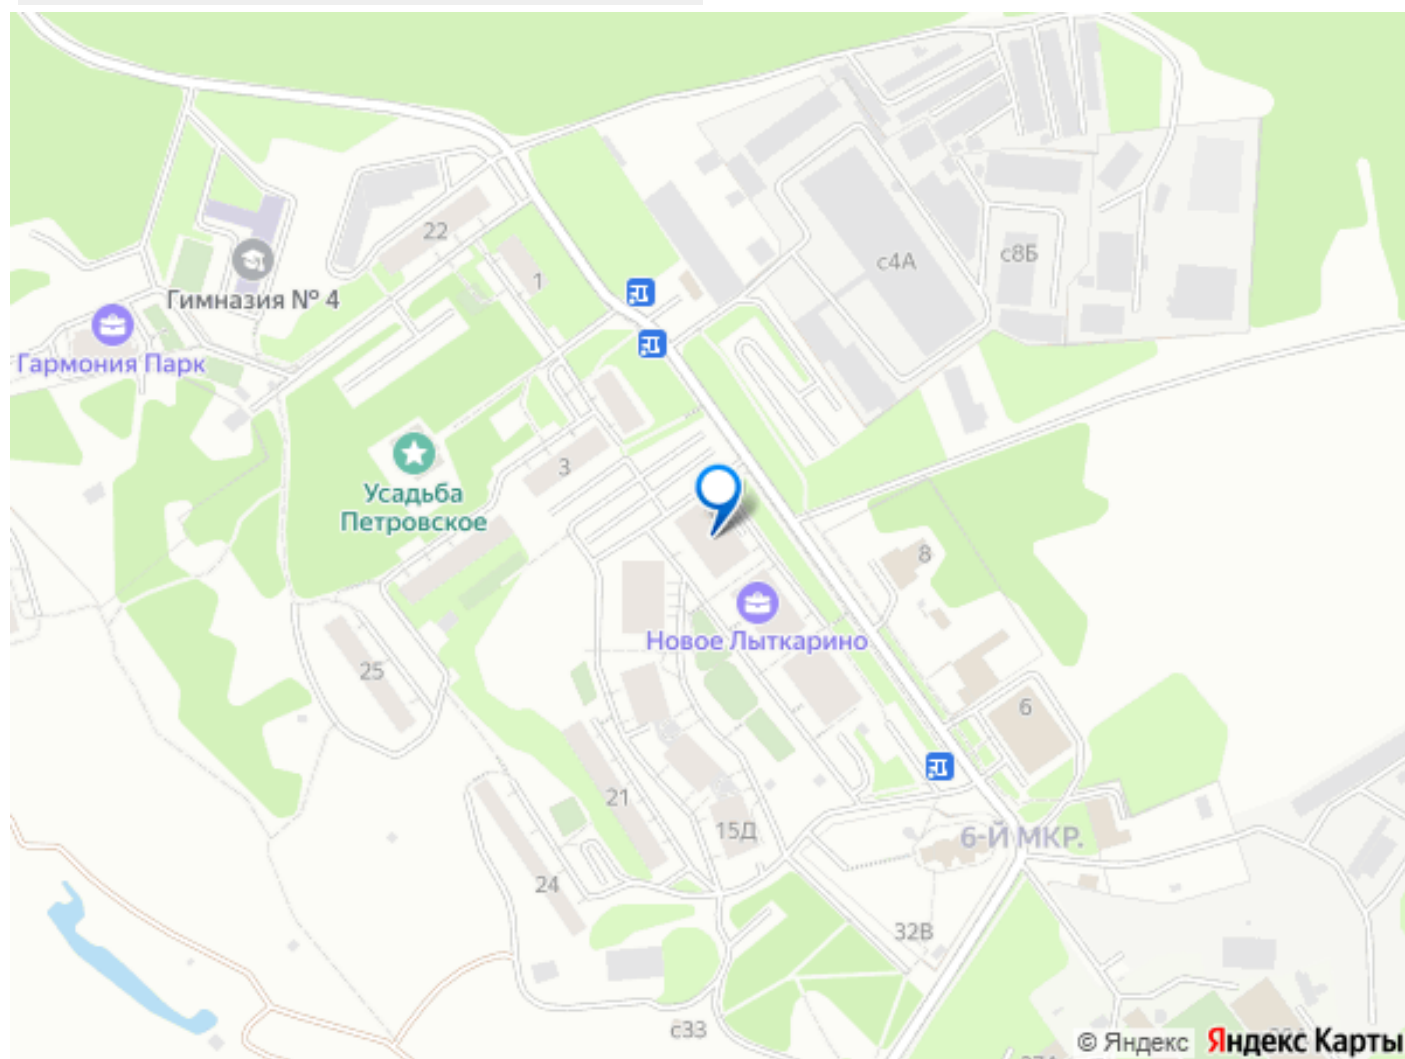 22
1
с4А
с8Б
Гимназия № 4
Гармония Парк
3
Усадьба
Петровское
8
Новое Лыткарино
25
6
21
15Д
6-Й МКР.
24
32В
с33
© Яндекс
Яндекс Карты